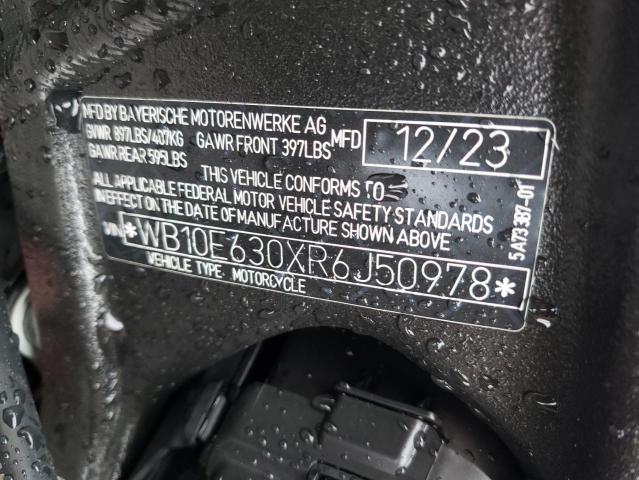 MFD BY BAYERISCHE MOTORENWERKE AG
GVWR 897LBS/407KG GAWR FRONT 397LBS MFD 12/23
GAWR REAR 595LBS
THIS VEHICLE CONFORMS TO
ALL APPLICABLE FEDERAL MOTOR VEHICLE SAFETY STANDARDS
IN EFFECT ON THE DATE OF MANUFACTURE SHOWN ABOVE
VIN *WB10E630XR6J50978*
VEHICLE TYPE: MOTORCYCLE
5A733B7-01